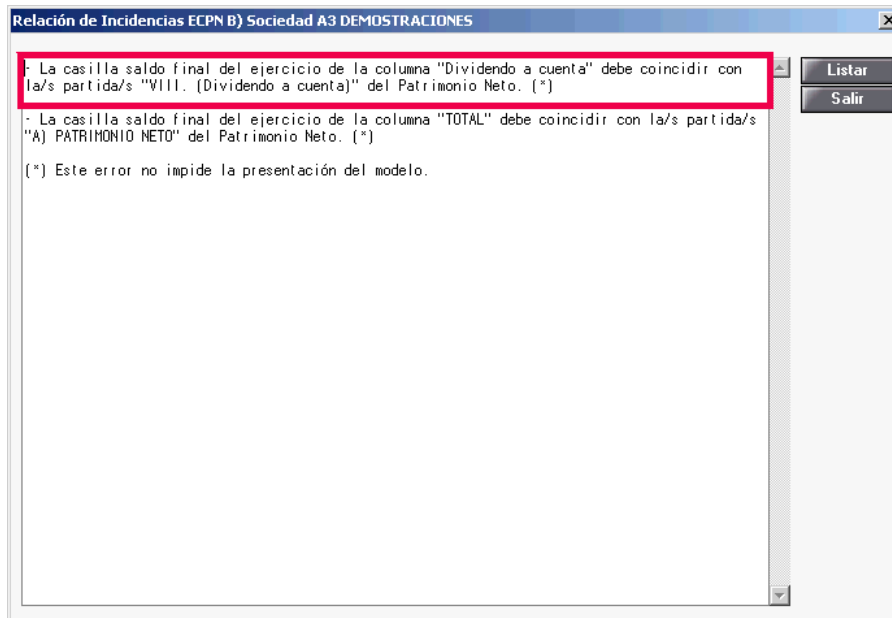 Relación de Incidencias ECPN B) Sociedad A3 DEMOSTRACIONES
- La casilla saldo final del ejercicio de la columna "Dividendo a cuenta" debe coincidir con
la/s partida/s "VIII. (Dividendo a cuenta)" del Patrimonio Neto. (*)
- La casilla saldo final del ejercicio de la columna "TOTAL" debe coincidir con la/s partida/s
"A) PATRIMONIO NETO" del Patrimonio Neto. (*)
(*) Este error no impide la presentación del modelo.
Listar
Salir